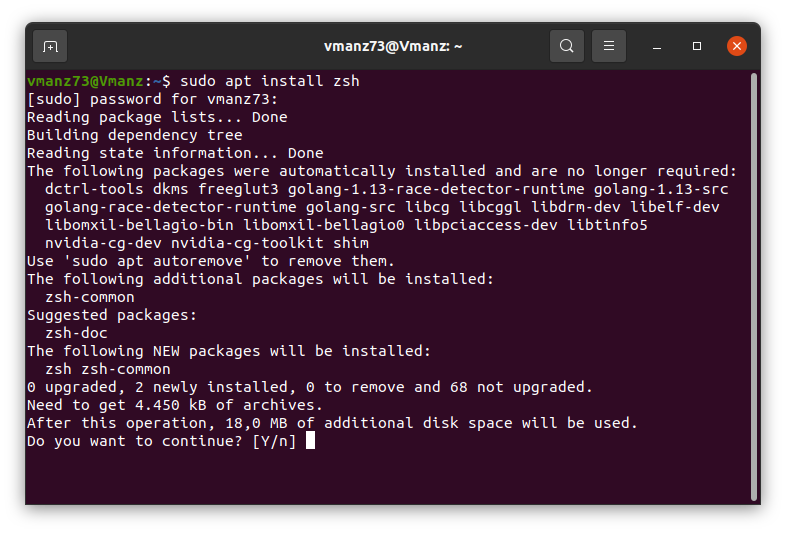 vmanz73@Vmanz: ~
vmanz73@Vmanz:~$ sudo apt install zsh
[sudo] password for vmanz73:
Reading package lists... Done
Building dependency tree
Reading state information... Done
The following packages were automatically installed and are no longer required:
  dctrl-tools dkms freeglut3 golang-1.13-race-detector-runtime golang-1.13-src
  golang-race-detector-runtime golang-src libcg libcggl libdrm-dev libelf-dev
  libomxil-bellagio-bin libomxil-bellagio0 libpciaccess-dev libtinfo5
  nvidia-cg-dev nvidia-cg-toolkit shim
Use 'sudo apt autoremove' to remove them.
The following additional packages will be installed:
  zsh-common
Suggested packages:
  zsh-doc
The following NEW packages will be installed:
  zsh zsh-common
0 upgraded, 2 newly installed, 0 to remove and 68 not upgraded.
Need to get 4.450 kB of archives.
After this operation, 18,0 MB of additional disk space will be used.
Do you want to continue? [Y/n]